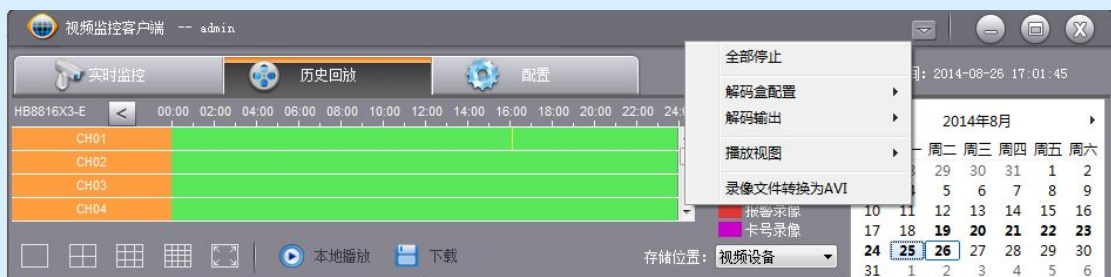 视频监控客户端 -- admin
实时监控
历史回放
配置
间: 2014-08-26 17:01:45
全部停止
解码盒配置
解码输出
播放视图
录像文件转换为AVI
HB8816X3-E < 00:00 02:00 04:00 06:00 08:00 10:00 12:00 14:00 16:00 18:00 20:00 22:00 24:
CH01
CH02
CH03
CH04
报警录像
卡号录像
2014年8月
周二 周三 周四 周五 周六
29 30 31 1 2
5 6 7 8 9
10 11 12 13 14 15 16
17 18 19 20 21 22 23
24 25 26 27 28 29 30
31 1 2 3 4 5 6
本地播放
下载
存储位置: 视频设备